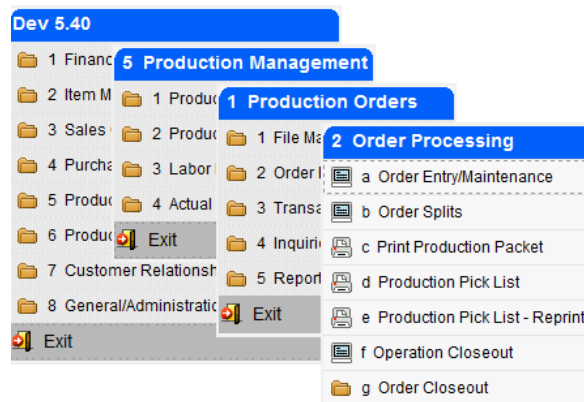 Dev 5.40
1 Financ
2 Item M
3 Sales
4 Purcha
5 Produc
6 Produc
7 Customer Relationsh
8 General/Administratic
Exit
5 Production Management
1 Produc
2 Produc
3 Labor
4 Actual
Exit
1 Production Orders
1 File Ma
2 Order
3 Transa
4 Inquiri
5 Report
Exit
2 Order Processing
a Order Entry/Maintenance
b Order Splits
c Print Production Packet
d Production Pick List
e Production Pick List - Reprint
f Operation Closeout
g Order Closeout